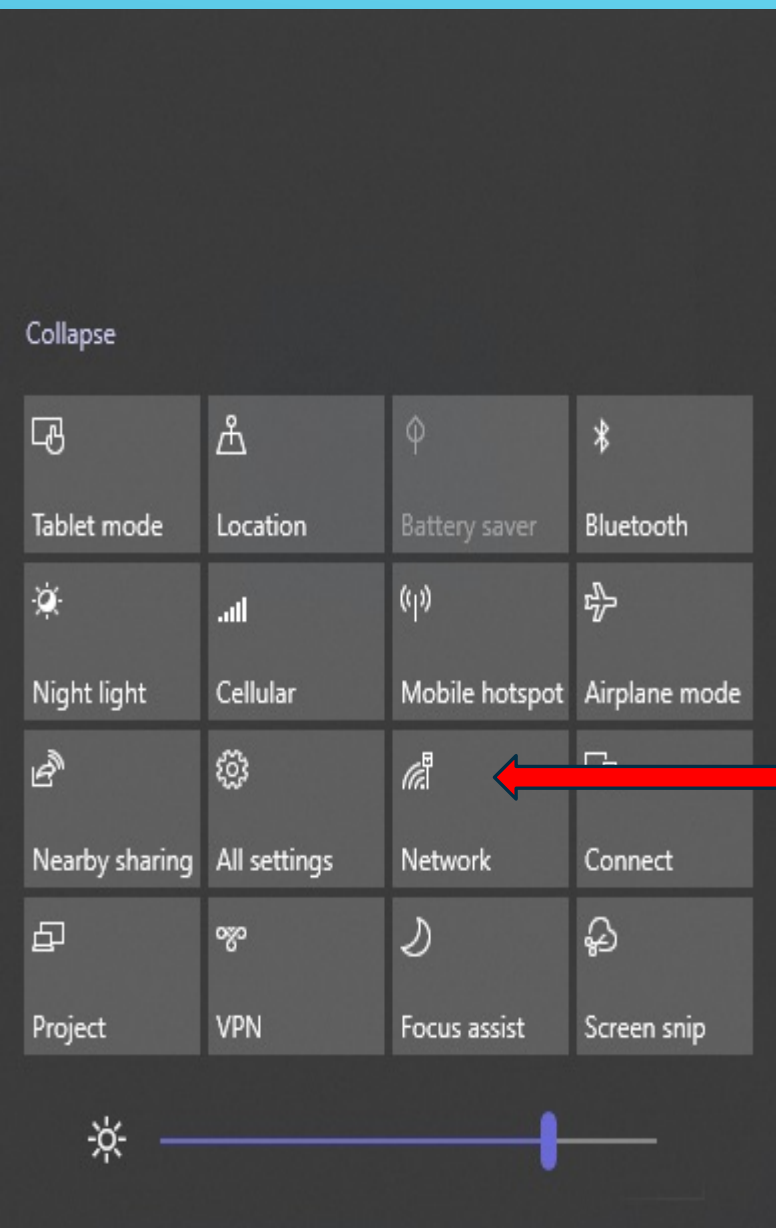 Collapse
Tablet mode
Location
Battery saver
Bluetooth
Night light
Cellular
Mobile hotspot
Airplane mode
Nearby sharing
All settings
Network
Connect
Project
VPN
Focus assist
Screen snip